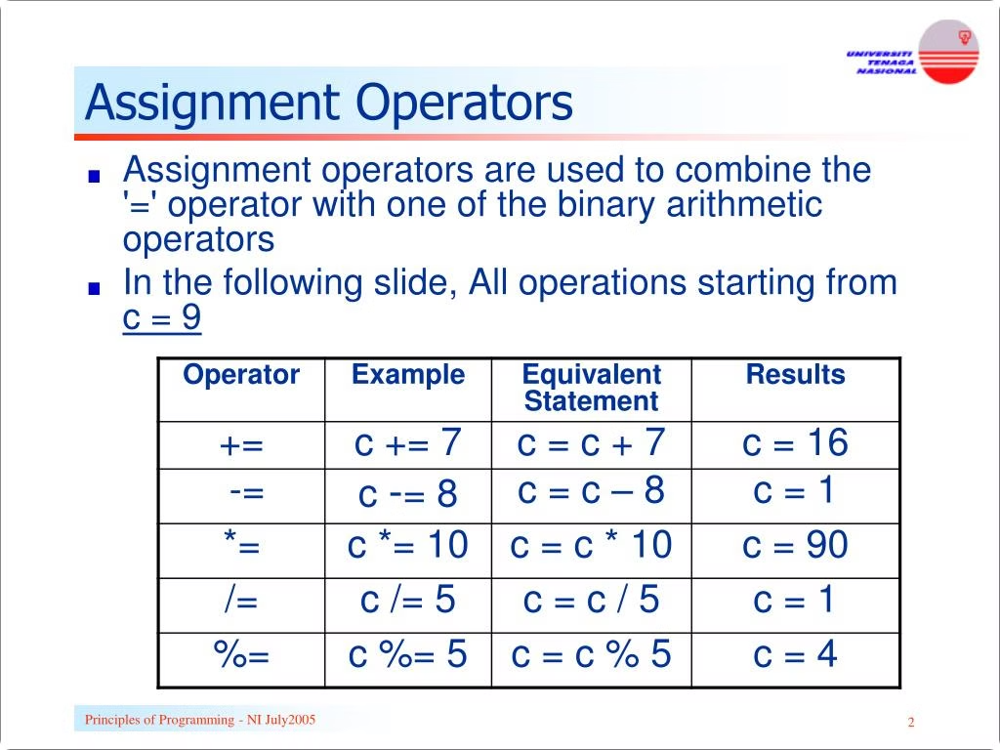 UNIVERSITI
TENAGA
NASIONAL
Assignment Operators
Assignment operators are used to combine the
'=' operator with one of the binary arithmetic
operators
In the following slide, All operations starting from
c = 9
Operator Example Equivalent Results
Statement
+= c += 7 c = c + 7 c = 16
-= c -= 8 c = c – 8 c = 1
*= c *= 10 c = c * 10 c = 90
/= c /= 5 c = c / 5 c = 1
%= c %= 5 c = c % 5 c = 4
Principles of Programming - NI July2005 2